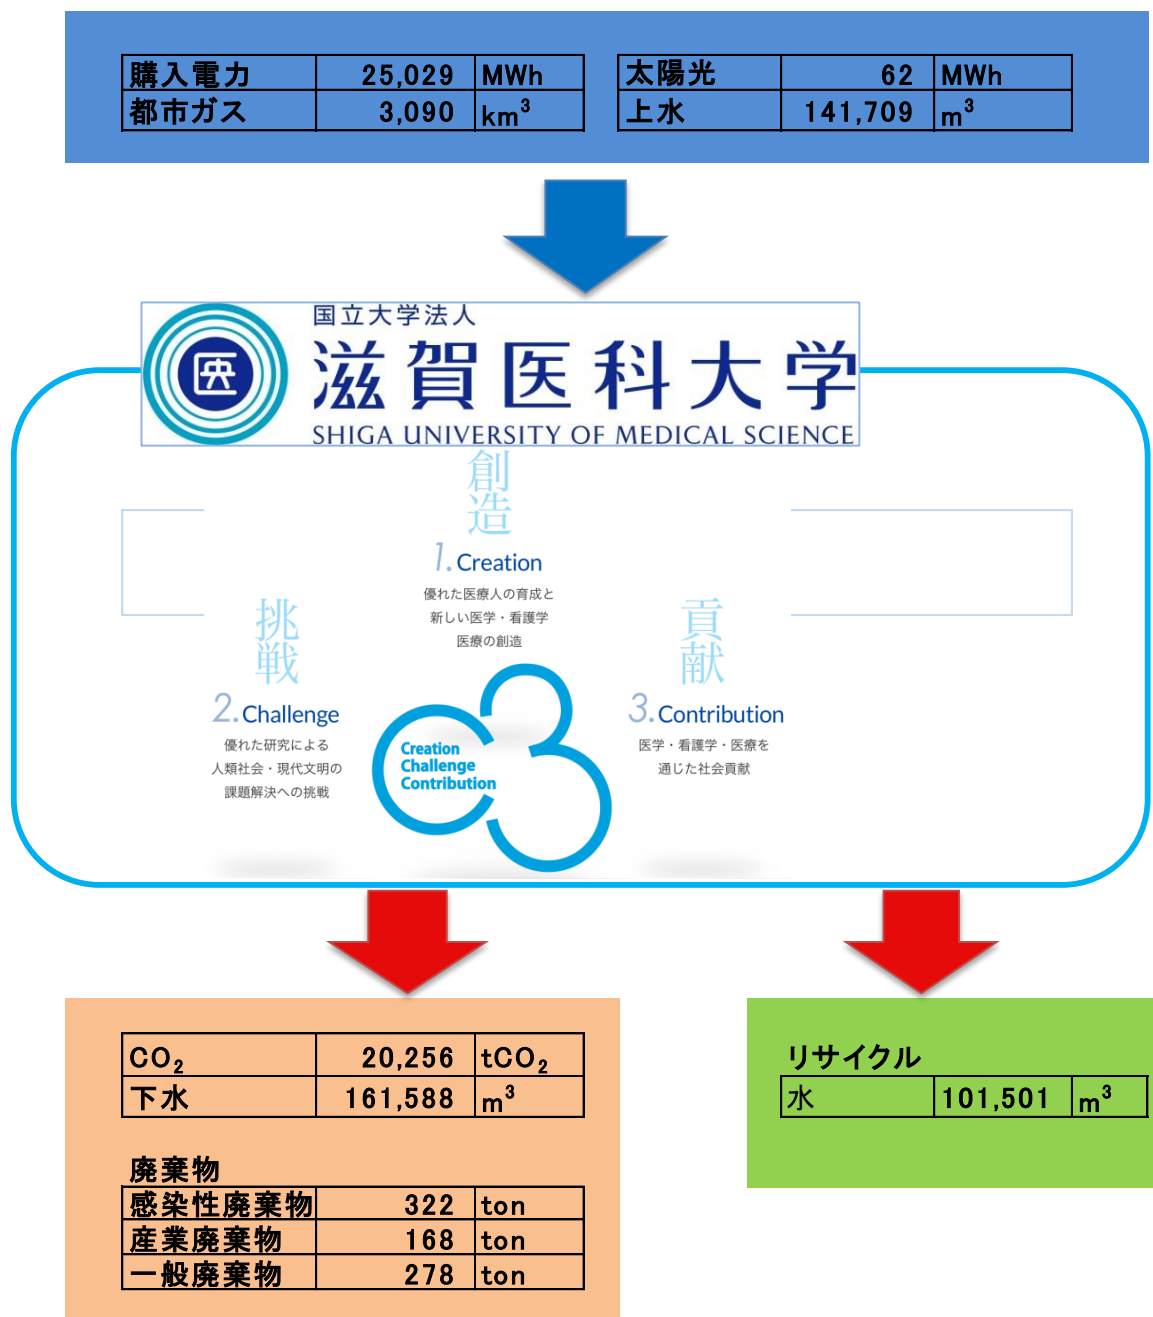 購入電力 25,029 MWh
都市ガス 3,090 km³
太陽光 62 MWh
上水 141,709 m³
医
国立大学法人
滋賀医科大学
SHIGA UNIVERSITY OF MEDICAL SCIENCE
創造
1. Creation
優れた医療人の育成と
新しい医学・看護学
医療の創造
挑戦
2. Challenge
優れた研究による
人類社会・現代文明の
課題解決への挑戦
Creation
Challenge
Contribution
貢献
3. Contribution
医学・看護学・医療を
通じた社会貢献
CO₂ 20,256 tCO₂
下水 161,588 m³
廃棄物
感染性廃棄物 322 ton
産業廃棄物 168 ton
一般廃棄物 278 ton
リサイクル
水 101,501 m³